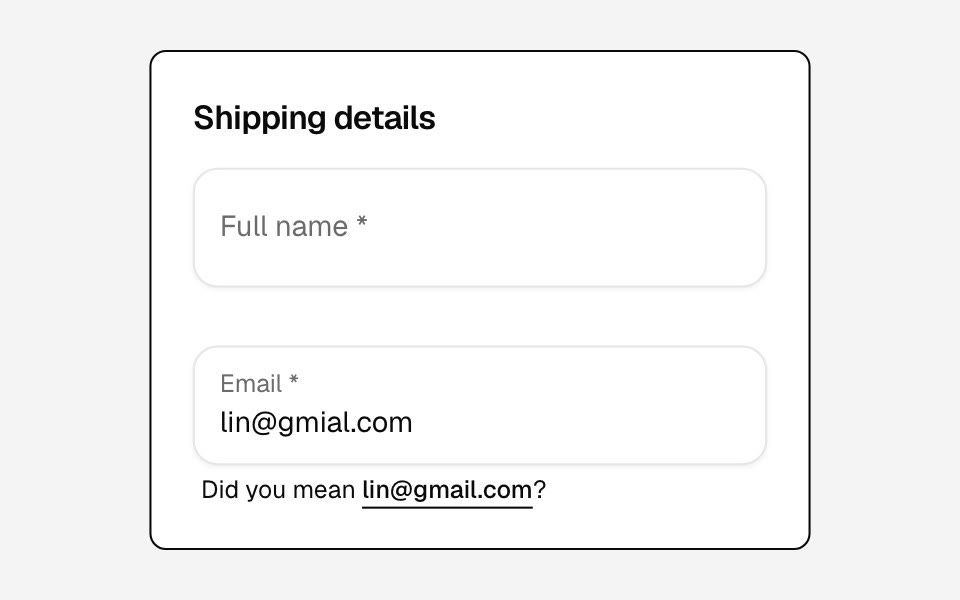 Shipping details
Full name *
Email *
lin@gmial.com
Did you mean lin@gmail.com?